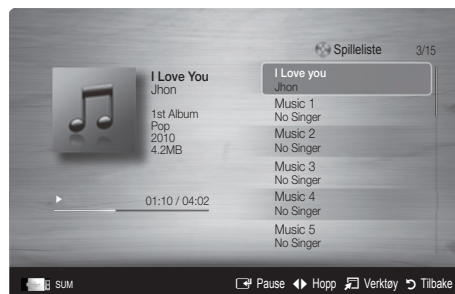 Spilleliste 3/15
I Love You
Jhon
1st Album
Pop
2010
4.2MB
01:10 / 04:02
I Love you
Jhon
Music 1
No Singer
Music 2
No Singer
Music 3
No Singer
Music 4
No Singer
Music 5
No Singer
SUM Pause Hopp Verktøy Tilbake